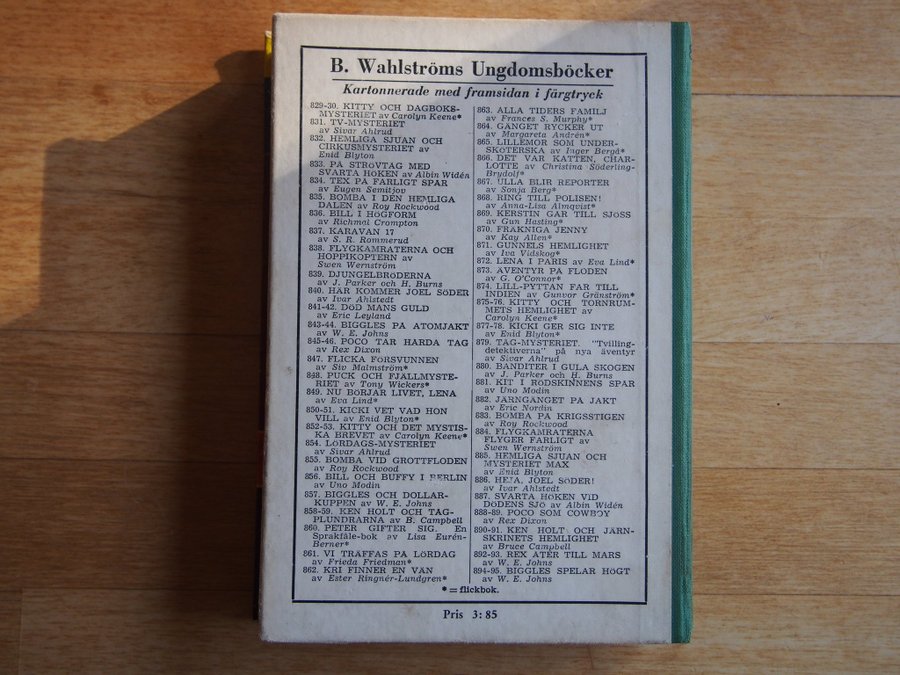 B. Wahlströms Ungdomsböcker
Kartonnerade med framsidan i färgtryck
829-30. KITTY OCH DAGBOKS-
MYSTERIET av Carolyn Keene*
831. TV-MYSTERIET
av Sivar Ahlrud
832. HEMLIGA SJUAN OCH
CIRKUSMYSTERIET av
Enid Blyton
833. PÅ STRÖVTÅG MED
SVARTA HÖKEN av Albin Widén
834. TEX PÅ FARLIGT SPÅR
av Eugen Semitjov
835. BOMBA I DEN HEMLIGA
DALEN av Roy Rockwood
836. BILL I HÖGFORM
av Richmal Crompton
837. KARAVAN 17
av S. R. Rommerud
838. FLYGKAMRATERNA OCH
HOPPIKOPTERN av
Swen Wernström
839. DJUNGELBRÖDERNA
av J. Parker och H. Burns
840. HÄR KOMMER JOEL SÖDER
av Ivar Ahlstedt
841-42. DÖD MANS GULD
av Eric Leyland
843-44. BIGGLES PÅ ATOMJAKT
av W. E. Johns
845-46. POCO TAR HÅRDA TAG
av Rex Dixon
847. FLICKA FÖRSVUNNEN
av Siv Malmström*
848. PUCK OCH FJÄLLMYSTE-
RIET av Tony Wickers*
849. NU BÖRJAR LIVET, LENA
av Eva Lind*
850-51. KICKI VET VAD HON
VILL av Enid Blyton*
852-53. KITTY OCH DET MYSTIS-
KA BREVET av Carolyn Keene*
854. LÖRDAGS-MYSTERIET
av Sivar Ahlrud
855. BOMBA VID GROTTFLODEN
av Roy Rockwood
856. BILL OCH BUFFY I BERLIN
av Uno Modin
857. BIGGLES OCH DOLLAR-
KUPPEN av W. E. Johns
858-59. KEN HOLT OCH TÅG-
PLUNDRARNA av B. Campbell
860. PETER GIFTER SIG. En
Språkfåle-bok av Lisa Eurén-
Berner*
861. VI TRÄFFAS PÅ LÖRDAG
av Frieda Friedman*
862. KRI FINNER EN VÄN
av Ester Ringnér-Lundgren*
863. ALLA TIDERS FAMILJ
av Frances S. Murphy*
864. GÄNGET RYCKER UT
av Margareta Andrén*
865. LILLEMOR SOM UNDER-
SKÖTERSKA av Inger Bergå*
866. DET VAR KATTEN, CHAR-
LOTTE av Christina Söderling-
Brydolf*
867. ULLA BLIR REPORTER
av Sonja Berg*
868. RING TILL POLISEN!
av Anna-Lisa Almqvist*
869. KERSTIN GÅR TILL SJÖSS
av Gun Hasting*
870. FRÄKNIGA JENNY
av Kay Allen*
871. GUNNELS HEMLIGHET
av Iva Vidskog*
872. LENA I PARIS av Eva Lind*
873. ÄVENTYR PÅ FLODEN
av G. O'Connor*
874. LILL-PYTTAN FAR TILL
INDIEN av Gunvor Gränström*
875-76. KITTY OCH TORNRUM-
METS HEMLIGHET av
Carolyn Keene*
877-78. KICKI GER SIG INTE
av Enid Blyton*
879. TÅG-MYSTERIET. "Tvilling-
detektiverna" på nya äventyr
av Sivar Ahlrud
880. BANDITER I GULA SKOGEN
av J. Parker och H. Burns
881. KIT I RÖDSKINNENS SPÅR
av Uno Modin
882. JÄRNGÄNGET PÅ JAKT
av Eric Nordin
883. BOMBA PÅ KRIGSSTIGEN
av Roy Rockwood
884. FLYGKAMRATERNA
FLYGER FARLIGT av
Swen Wernström
885. HEMLIGA SJUAN OCH
MYSTERIET MAX
av Enid Blyton
886. HEJA, JOEL SÖDER!
av Ivar Ahlstedt
887. SVARTA HÖKEN VID
DÖDENS SJÖ av Albin Widén
888-89. POCO SOM COWBOY
av Rex Dixon
890-91. KEN HOLT OCH JÄRN-
SKRINETS HEMLIGHET
av Bruce Campbell
892-93. REX ÅTER TILL MARS
av W. E. Johns
894-95. BIGGLES SPELAR HÖGT
av W. E. Johns
* = flickbok.
Pris 3:85